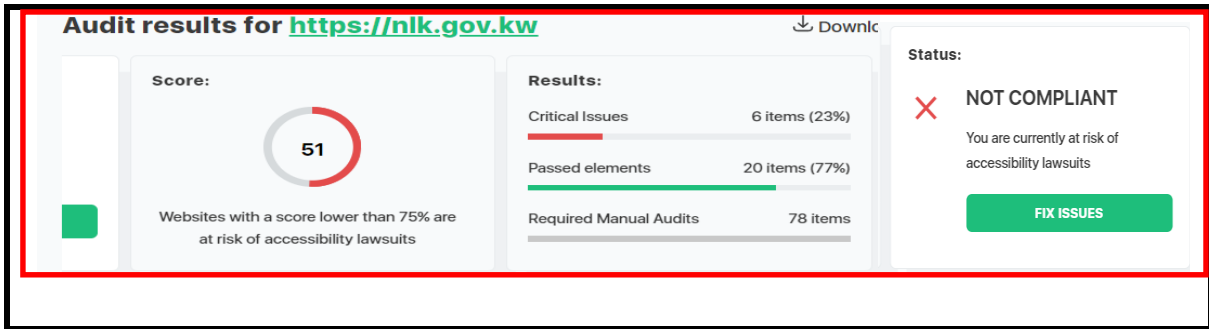 Audit results for https://nlk.gov.kw
Score:
51
Websites with a score lower than 75% are
at risk of accessibility lawsuits
Results:
Critical Issues 6 items (23%)
Passed elements 20 items (77%)
Required Manual Audits 78 items
Status:
NOT COMPLIANT
You are currently at risk of
accessibility lawsuits
FIX ISSUES